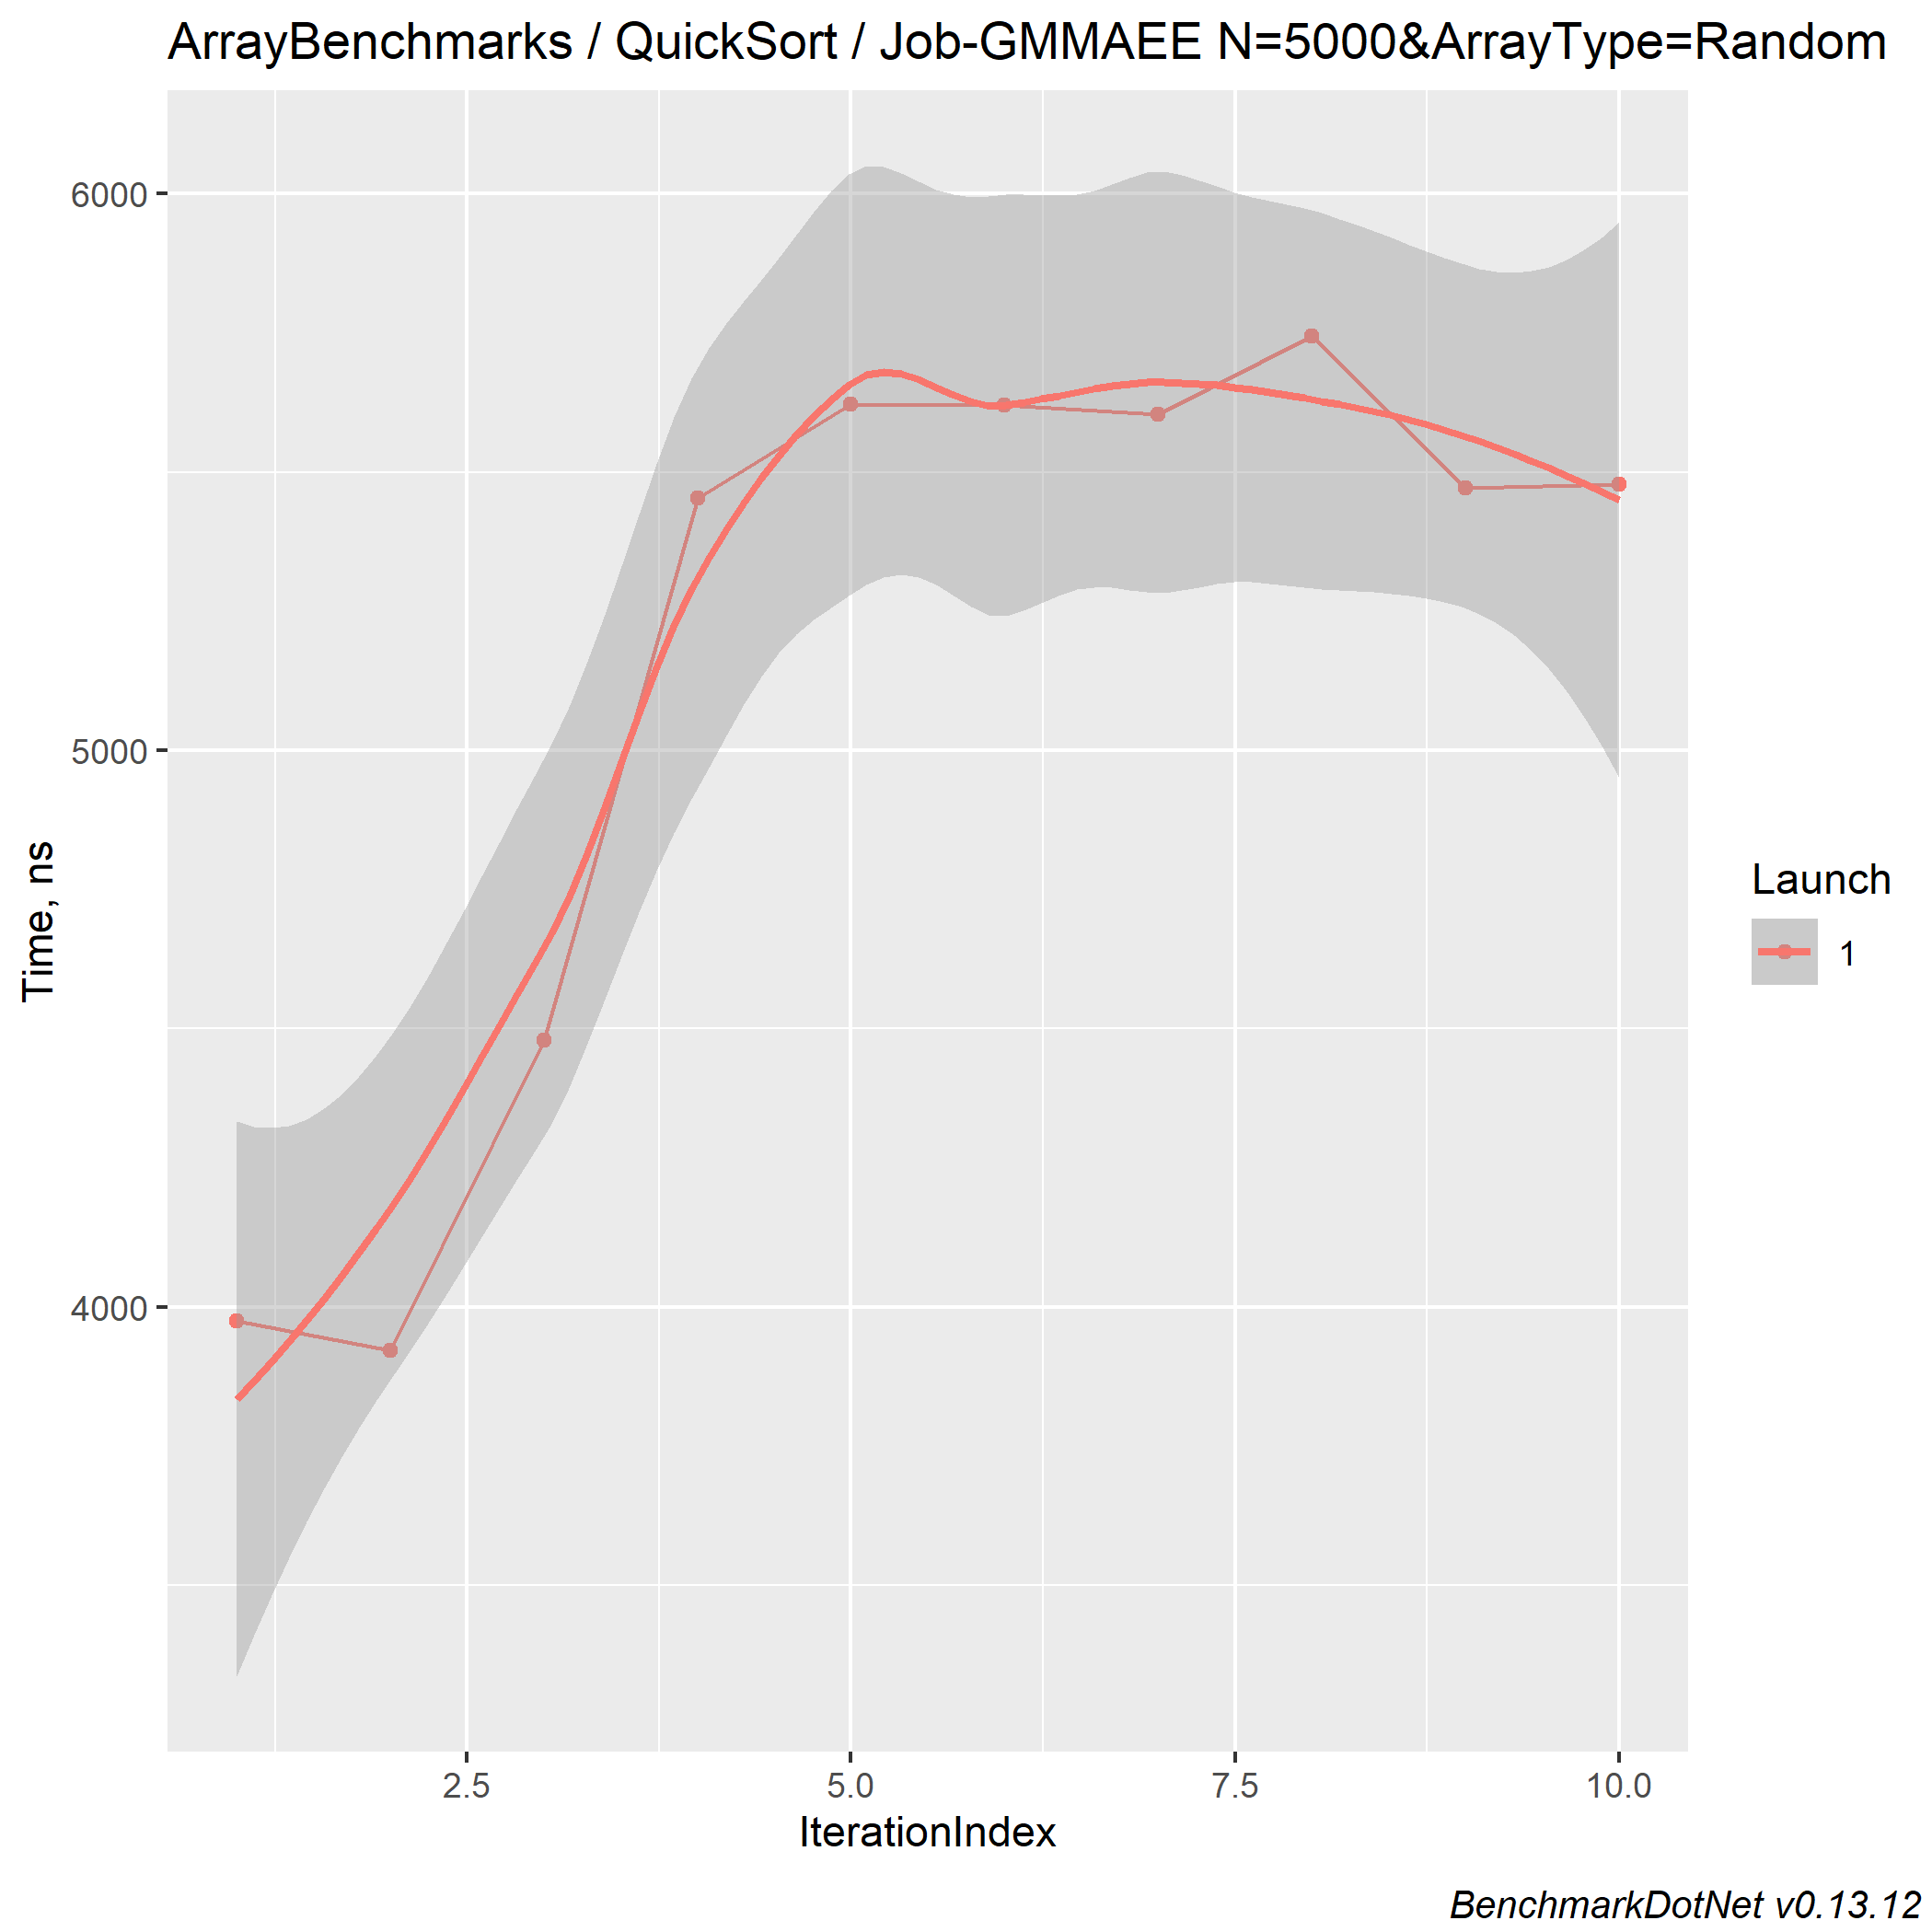 ArrayBenchmarks / QuickSort / Job-GMMAEE N=5000&ArrayType=Random
6000
5000
4000
Time, ns
2.5 5.0 7.5 10.0
IterationIndex
Launch
1
BenchmarkDotNet v0.13.12